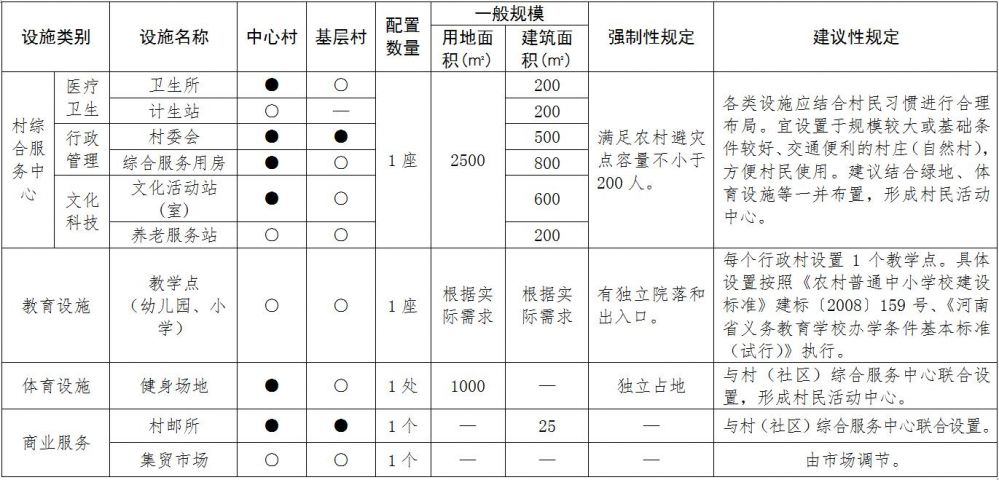 设施类别 设施名称 中心村 基层村 配置数量 一般规模 强制性规定 建议性规定
用地面积(㎡) 建筑面积(㎡)
村综合服务中心
医疗卫生
卫生所 ● ○ 200
计生站 ○ — 200
行政管理
村委会 ● ● 500
综合服务用房 ● ○ 800
文化科技
文化活动站
(室) ● ○ 600
养老服务站 ○ ○ 200
1座 2500
满足农村避灾
点容量不小于
200人。
各类设施应结合村民习惯进行合理
布局。宜设置于规模较大或基础条
件较好、交通便利的村庄(自然村),
方便村民使用。建议结合绿地、体
育设施等一并布置,形成村民活动
中心。
教育设施
教学点
(幼儿园、小
学)
○ ○ 1座
根据实
际需求
根据实
际需求
有独立院落和
出入口。
每个行政村设置1个教学点。具体
设置按照《农村普通中小学校建设
标准》建标〔2008〕159号、《河南
省义务教育学校办学条件基本标准
(试行)》执行。
体育设施 健身场地 ● ○ 1处 1000 — 独立占地
与村(社区)综合服务中心联合设
置,形成村民活动中心。
商业服务
村邮所 ● ● 1个 — 25 — 与村(社区)综合服务中心联合设置。
集贸市场 ○ ○ 1个 — — — 由市场调节。